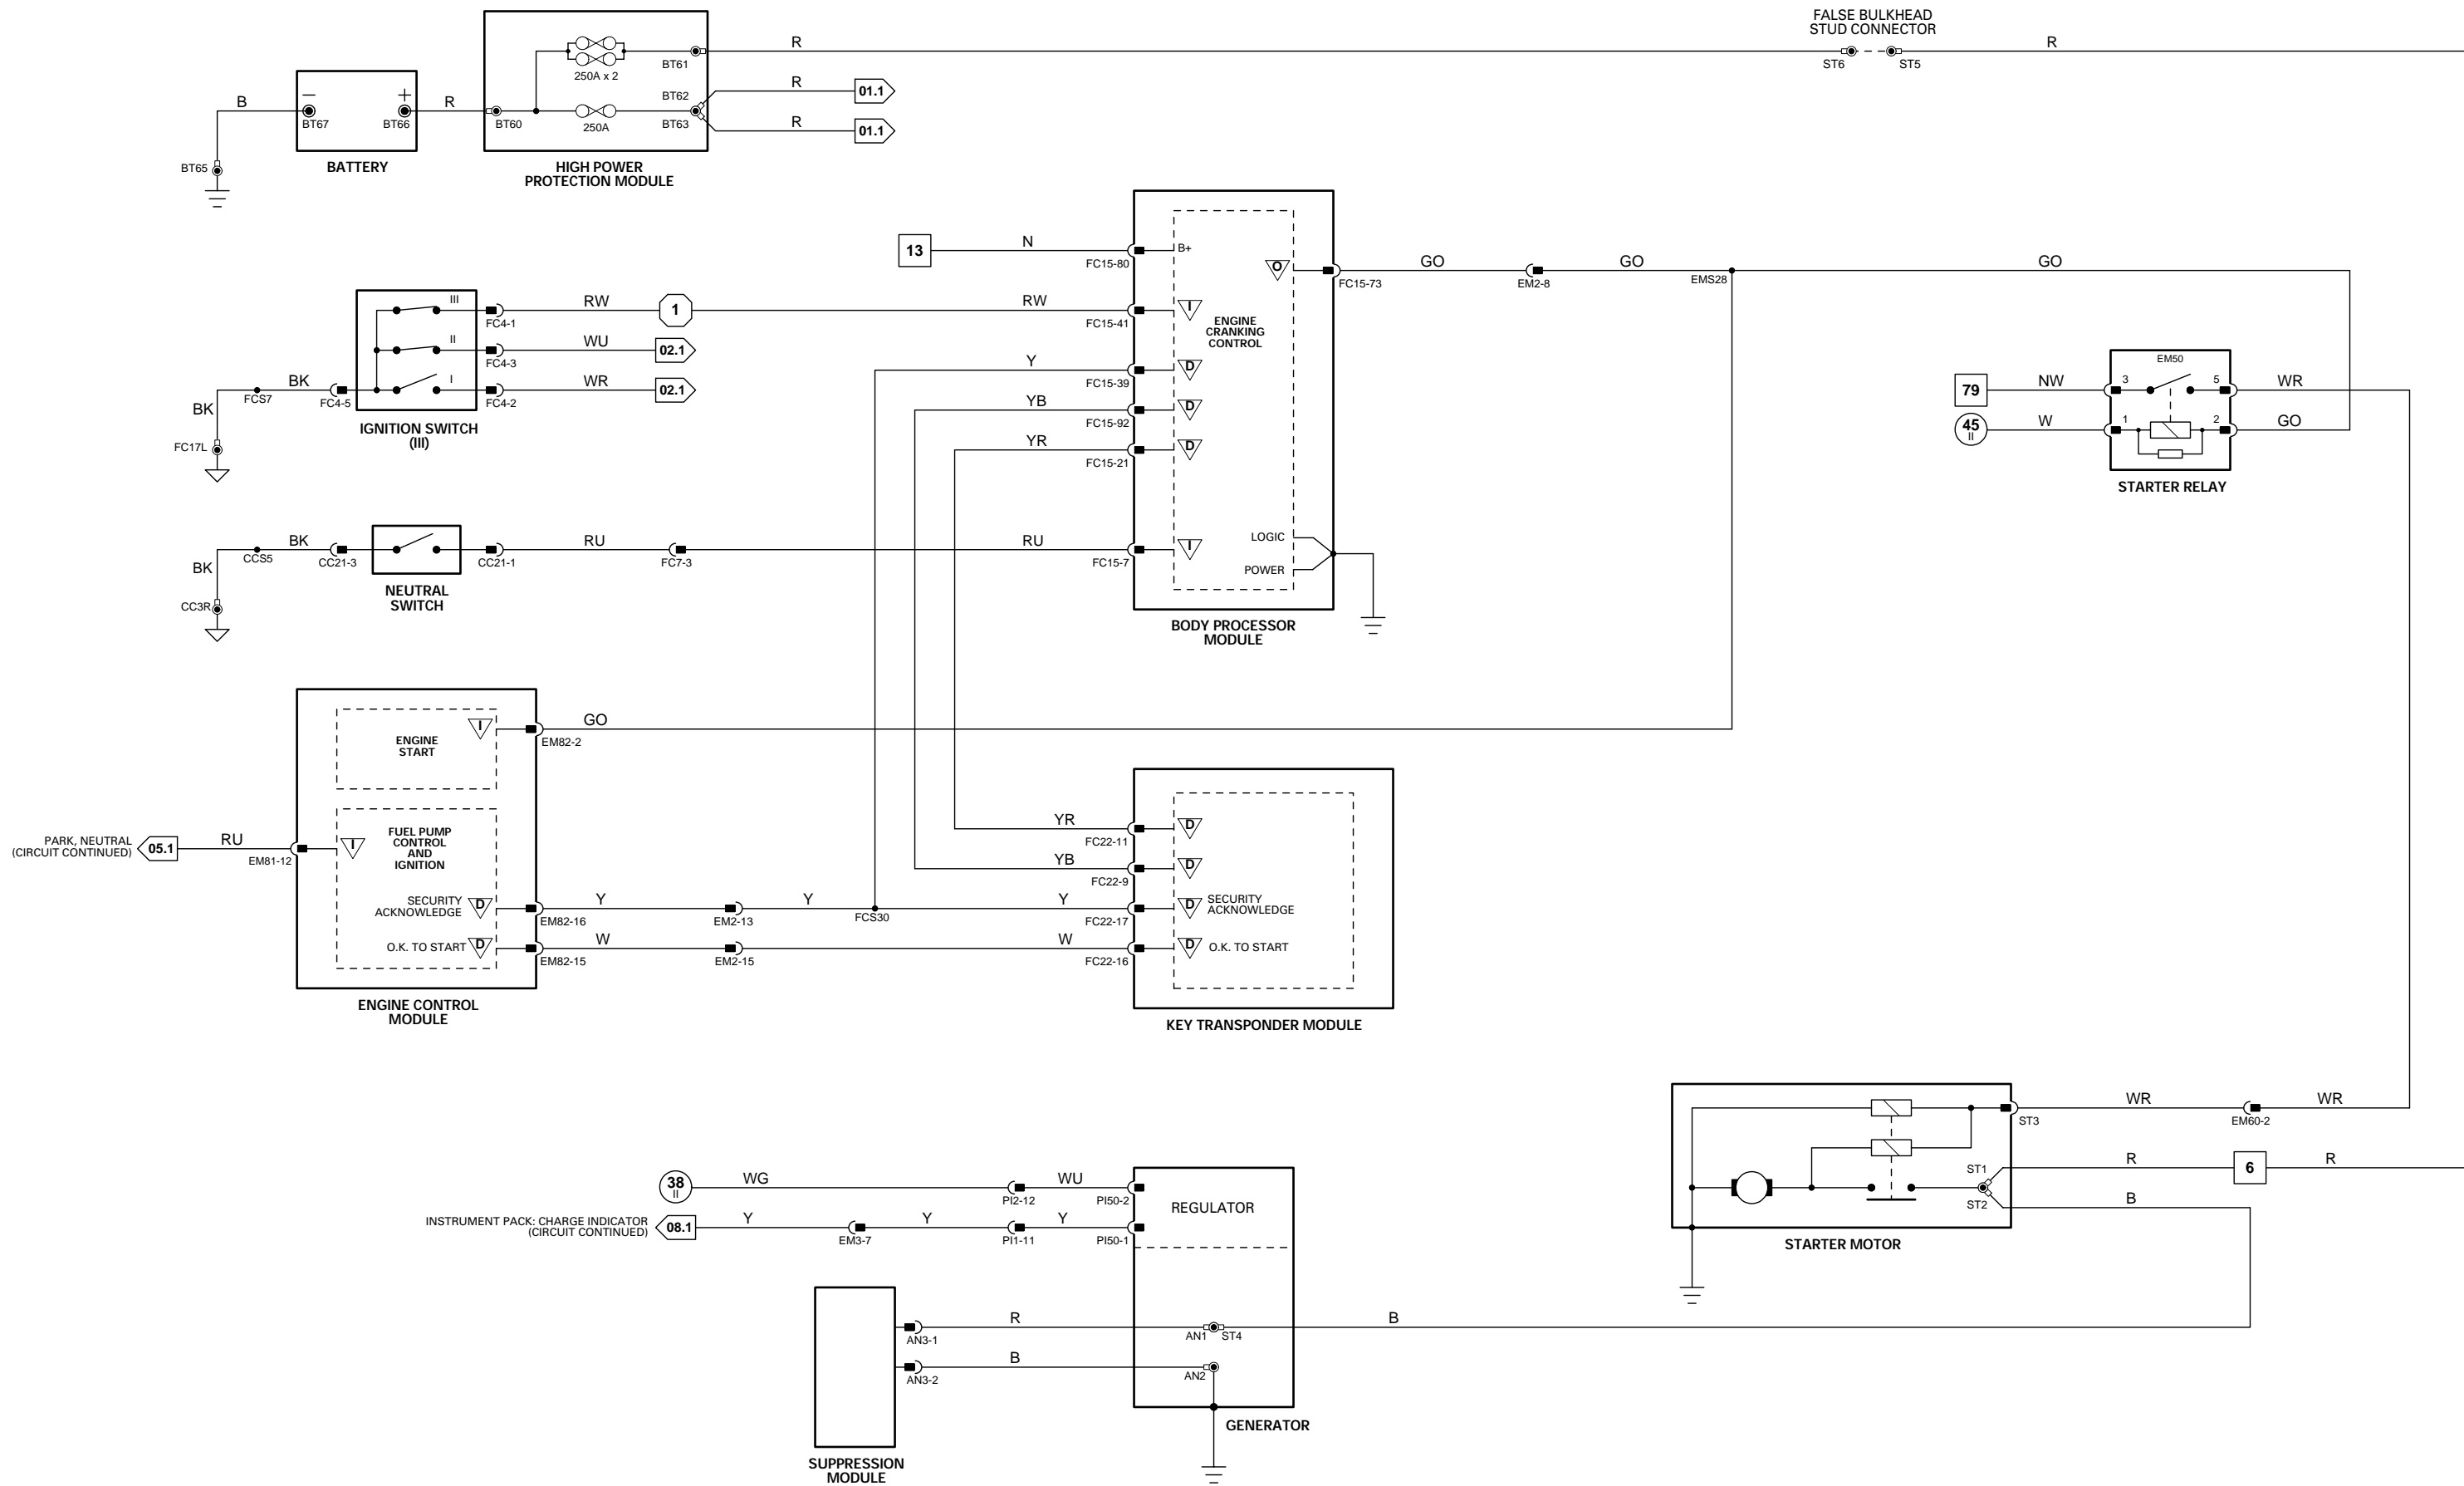 FALSE BULKHEAD
STUD CONNECTOR
R
R
ST6
ST5
250A x 2
BT61
BT62
R
01.1
B
−
+
R
BT67
BT66
BT60
250A
BT63
R
01.1
BT65
BATTERY
HIGH POWER
PROTECTION MODULE
13
N
FC15-80
B+
O
FC15-73
GO
EM2-8
GO
EMS28
GO
III
FC4-1
RW
1
RW
FC15-41
I
ENGINE
CRANKING
CONTROL
II
FC4-3
WU
02.1
Y
FC15-39
D
BK
FCS7
BK
FC4-5
I
FC4-2
WR
02.1
YB
FC15-92
D
FC17L
IGNITION SWITCH
(III)
YR
FC15-21
D
EM50
79
NW
3
5
WR
45
II
W
1
2
GO
STARTER RELAY
BK
CCS5
BK
CC21-3
CC21-1
RU
FC7-3
RU
FC15-7
I
LOGIC
POWER
CC3R
NEUTRAL
SWITCH
BODY PROCESSOR
MODULE
ENGINE
START
I
EM82-2
GO
PARK, NEUTRAL
(CIRCUIT CONTINUED)
05.1
RU
EM81-12
I
FUEL PUMP
CONTROL
AND
IGNITION
YR
FC22-11
D
YB
FC22-9
D
SECURITY
ACKNOWLEDGE
D
EM82-16
Y
EM2-13
Y
FCS30
Y
FC22-17
D
SECURITY
ACKNOWLEDGE
O.K. TO START
D
EM82-15
W
EM2-15
W
FC22-16
D
O.K. TO START
ENGINE CONTROL
MODULE
KEY TRANSPONDER MODULE
ST3
WR
EM60-2
WR
ST1
R
6
R
ST2
B
STARTER MOTOR
38
II
WG
PI2-12
WU
PI50-2
REGULATOR
INSTRUMENT PACK: CHARGE INDICATOR
(CIRCUIT CONTINUED)
08.1
Y
EM3-7
Y
PI1-11
Y
PI50-1
AN3-1
R
AN1
ST4
B
AN3-2
B
AN2
GENERATOR
SUPPRESSION
MODULE